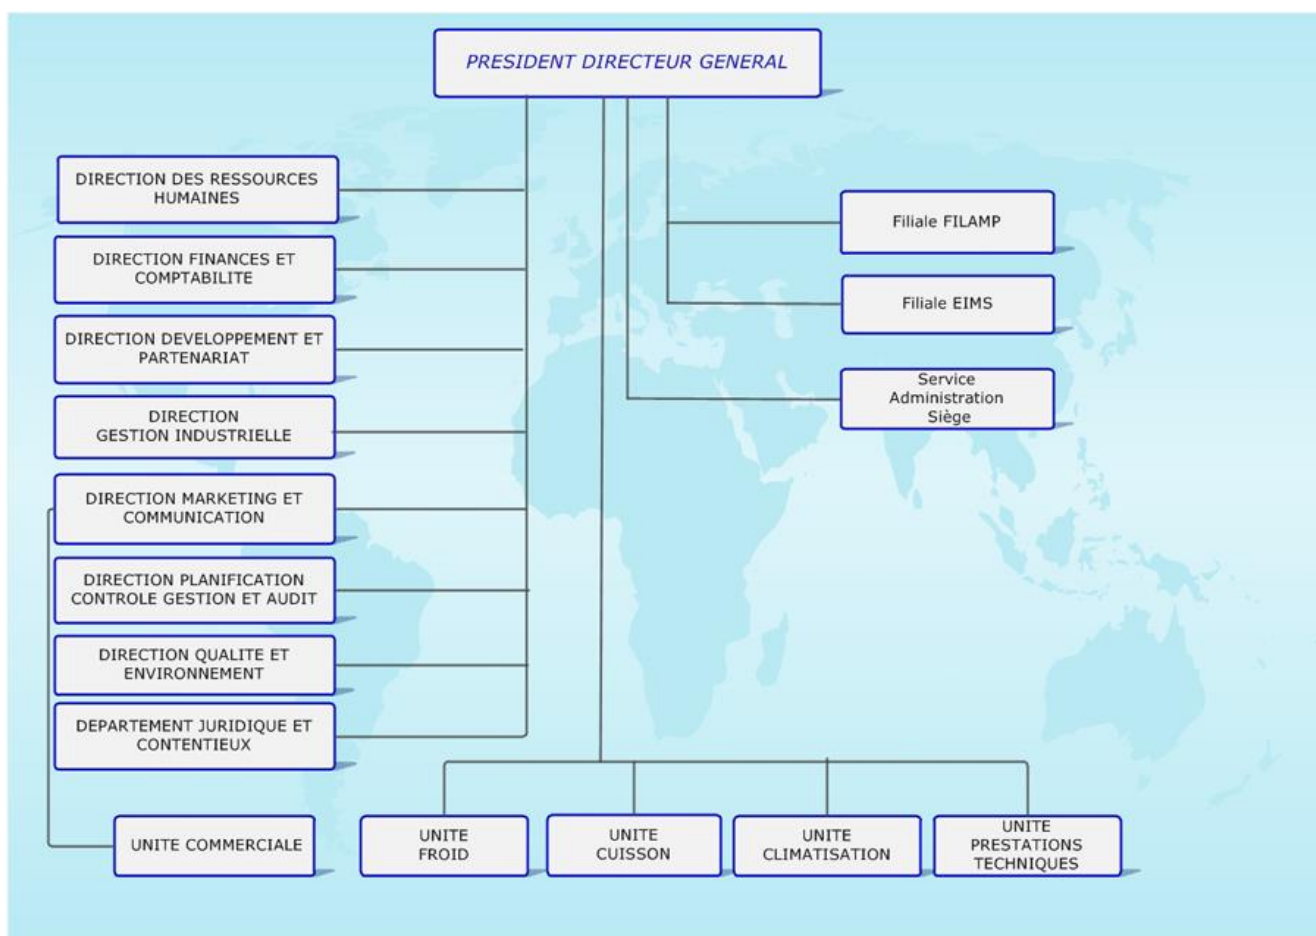 PRESIDENT DIRECTEUR GENERAL
DIRECTION DES RESSOURCES
HUMAINES
DIRECTION FINANCES ET
COMPTABILITE
DIRECTION DEVELOPPEMENT ET
PARTENARIAT
DIRECTION
GESTION INDUSTRIELLE
DIRECTION MARKETING ET
COMMUNICATION
DIRECTION PLANIFICATION
CONTROLE GESTION ET AUDIT
DIRECTION QUALITE ET
ENVIRONNEMENT
DEPARTEMENT JURIDIQUE ET
CONTENTIEUX
Filiale FILAMP
Filiale EIMS
Service
Administration
Siège
UNITE COMMERCIALE
UNITE
FROID
UNITE
CUISSON
UNITE
CLIMATISATION
UNITE
PRESTATIONS
TECHNIQUES